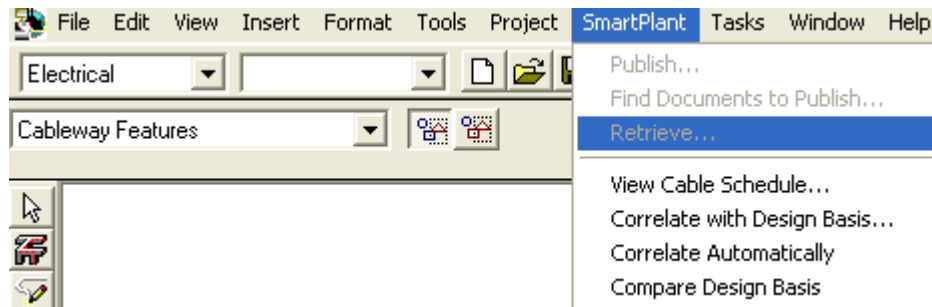 File Edit View Insert Format Tools Project SmartPlant Tasks Window Help
Electrical
Publish...
Find Documents to Publish...
Cableway Features
Retrieve...
View Cable Schedule...
Correlate with Design Basis...
Correlate Automatically
Compare Design Basis